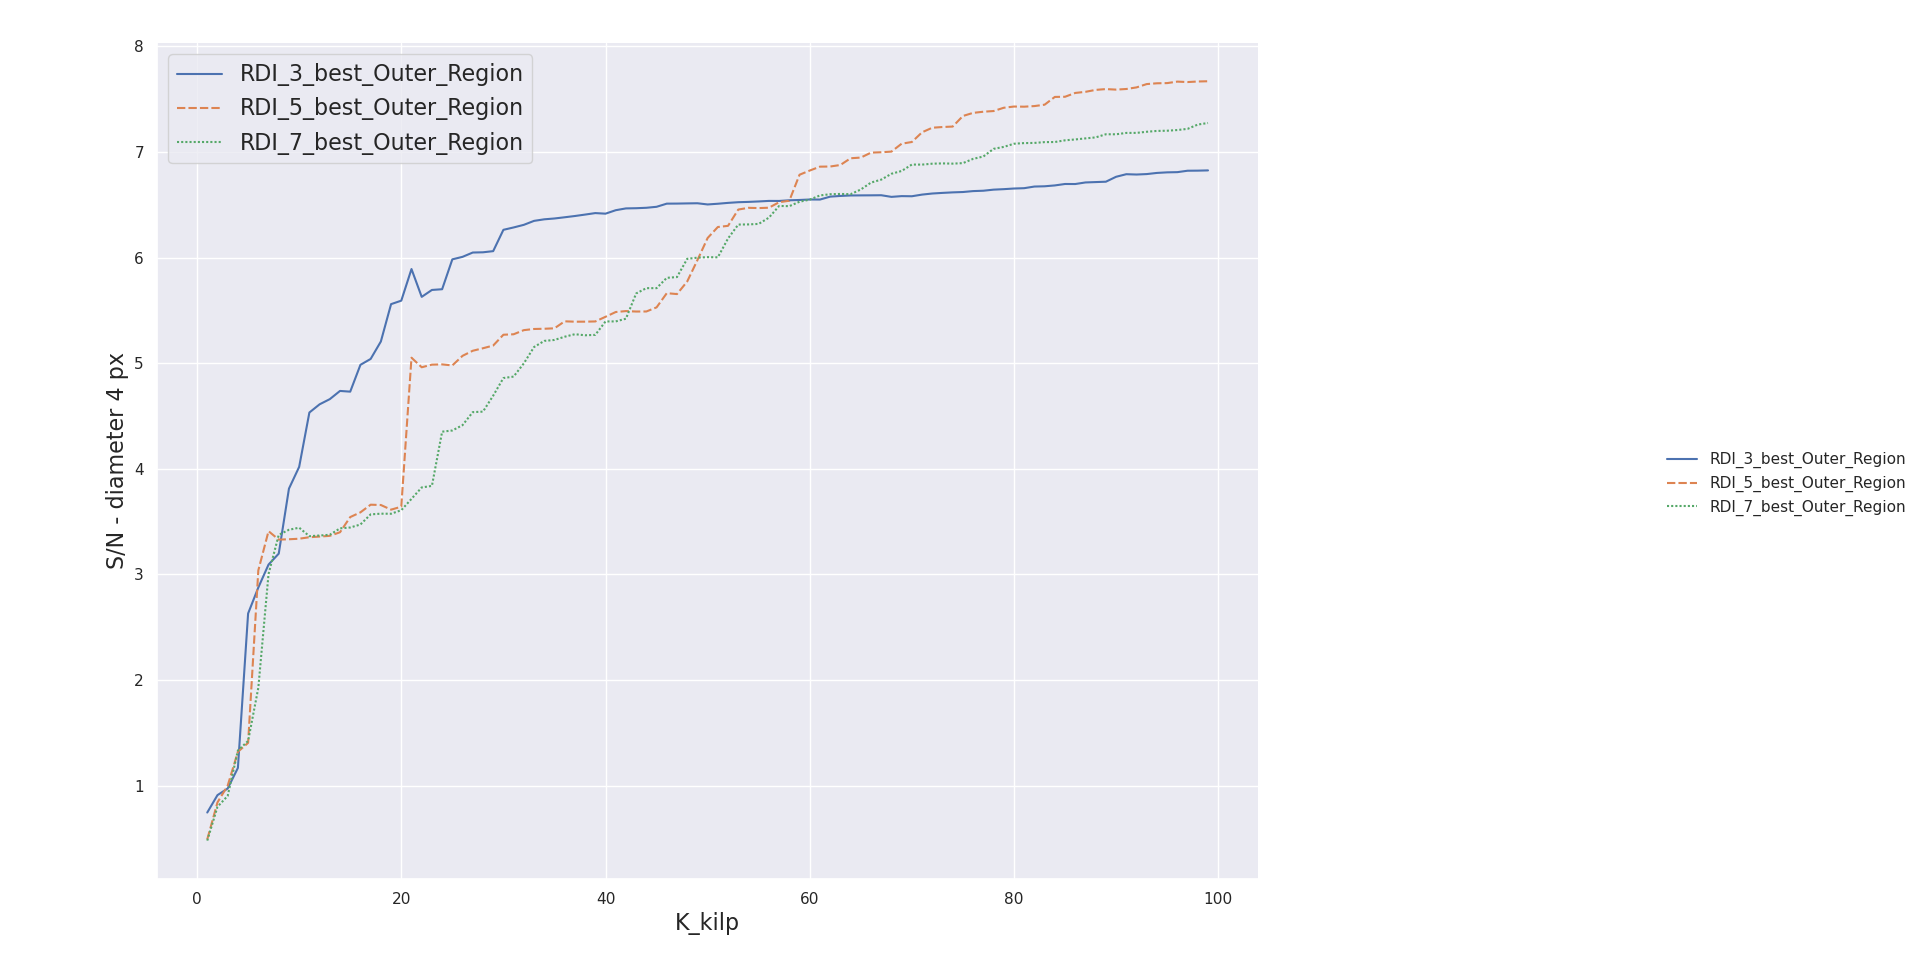 8
7
6
5
4
3
2
1
S/N - diameter 4 px
RDI_3_best_Outer_Region
RDI_5_best_Outer_Region
RDI_7_best_Outer_Region
0 20 40 60 80 100
K_kilp
RDI_3_best_Outer_Region
RDI_5_best_Outer_Region
RDI_7_best_Outer_Region